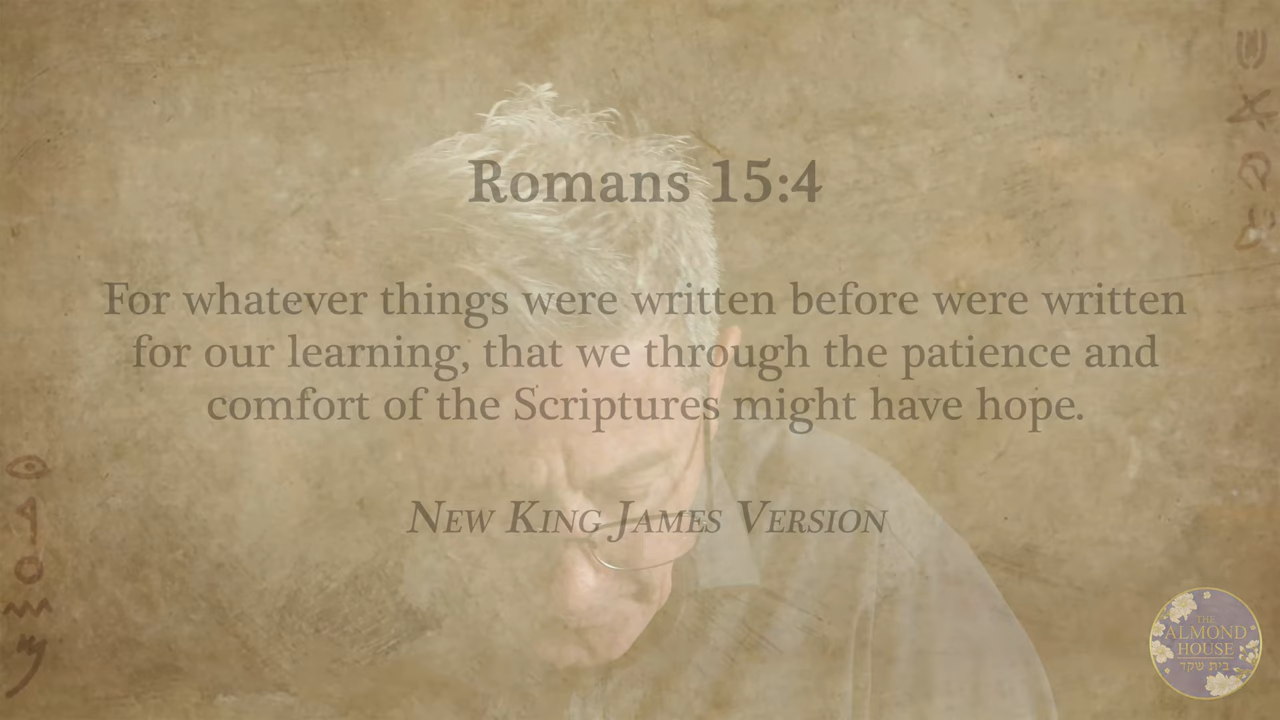 Romans 15:4
For whatever things were written before were written
for our learning, that we through the patience and
comfort of the Scriptures might have hope.
NEW KING JAMES VERSION
THE
ALMOND
HOUSE
בית שקד